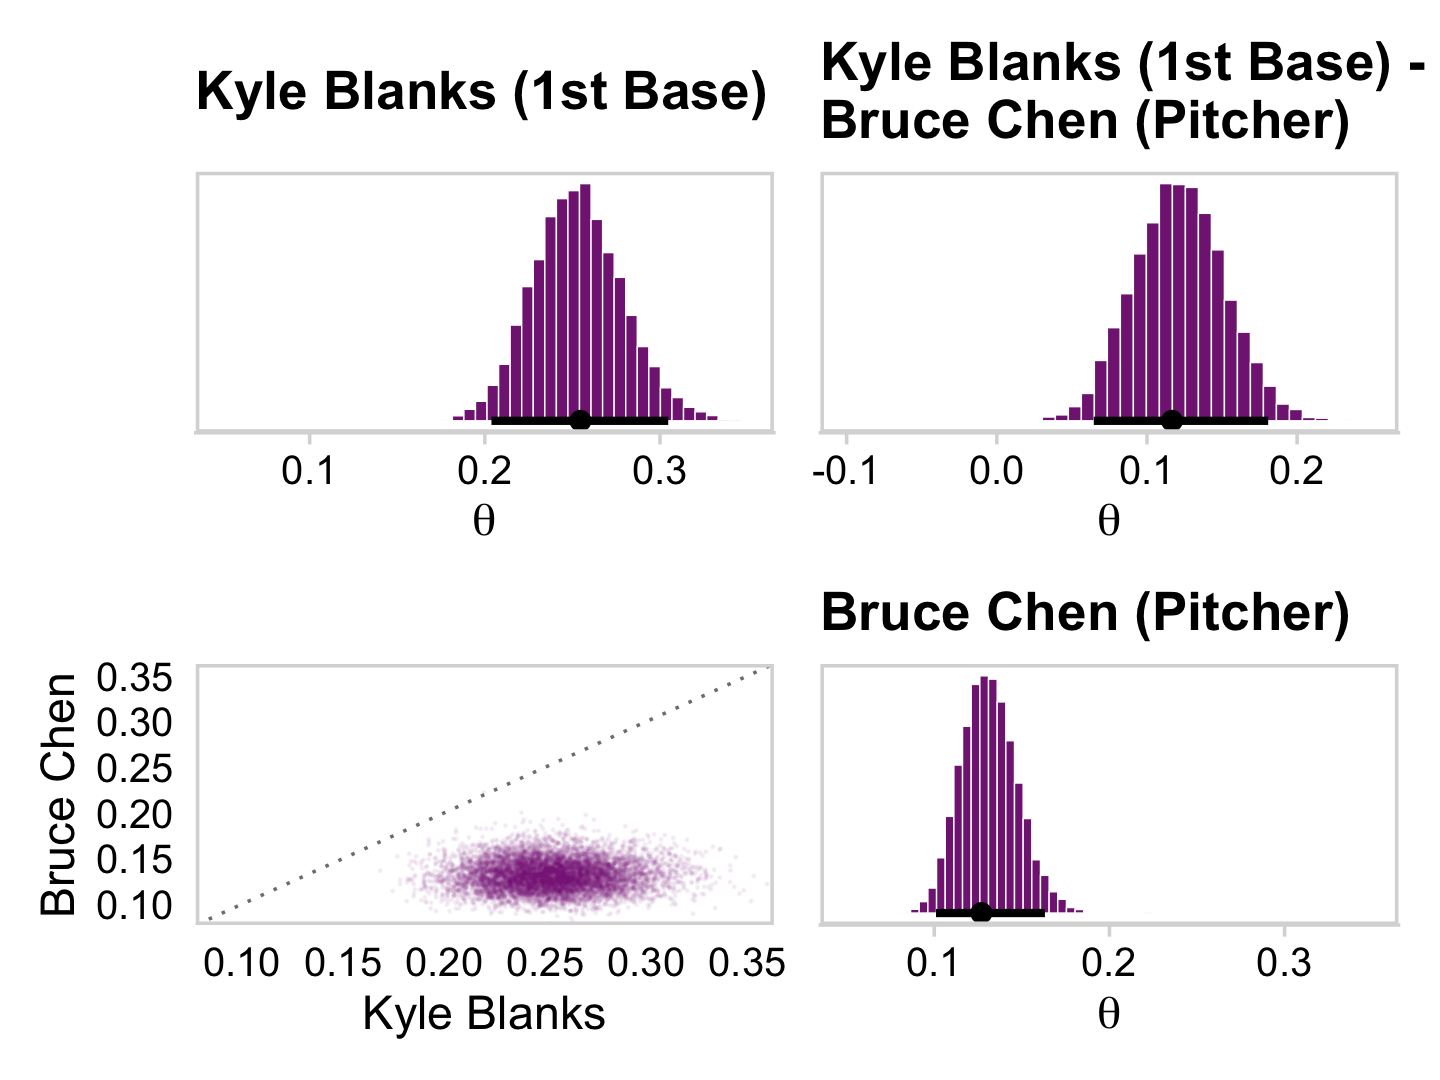 Kyle Blanks (1st Base)
Kyle Blanks (1st Base) -
Bruce Chen (Pitcher)
0.1 0.2 0.3
θ
-0.1 0.0 0.1 0.2
θ
Bruce Chen (Pitcher)
Bruce Chen
0.35
0.30
0.25
0.20
0.15
0.10
0.10 0.15 0.20 0.25 0.30 0.35
Kyle Blanks
0.1 0.2 0.3
θ